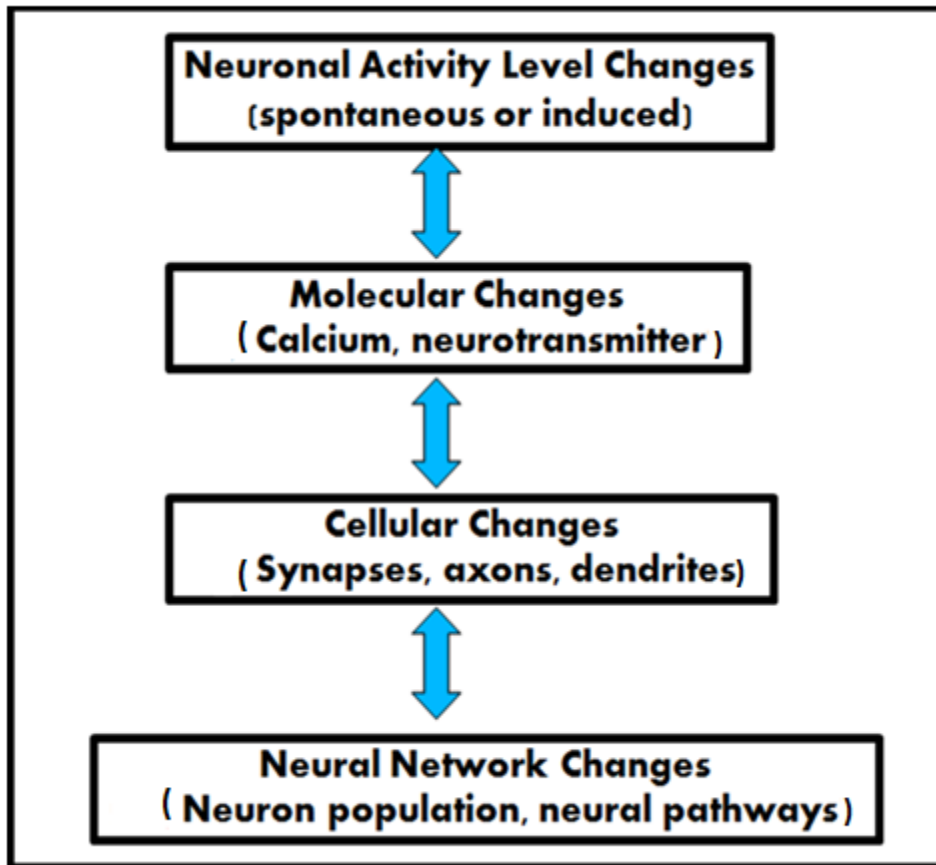 Neuronal Activity Level Changes
(spontaneous or induced)
Molecular Changes
( Calcium, neurotransmitter )
Cellular Changes
( Synapses, axons, dendrites)
Neural Network Changes
( Neuron population, neural pathways )